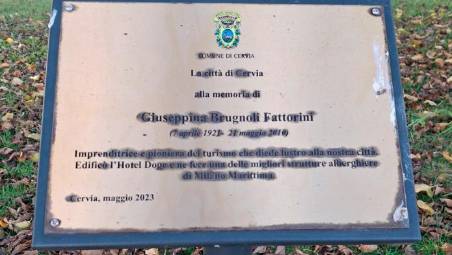 COMUNE DI CERVIA
La città di Cervia
alla memoria di
Giuseppina Brugnoli Fattorini
(7 aprile 1921 - 21 maggio 2010)
Imprenditrice e pioniera del turismo che diede lustro alla nostra città.
Edificò l'Hotel Doge e ne fece una delle migliori strutture alberghiere
di Milano Marittima.
Cervia, maggio 2023